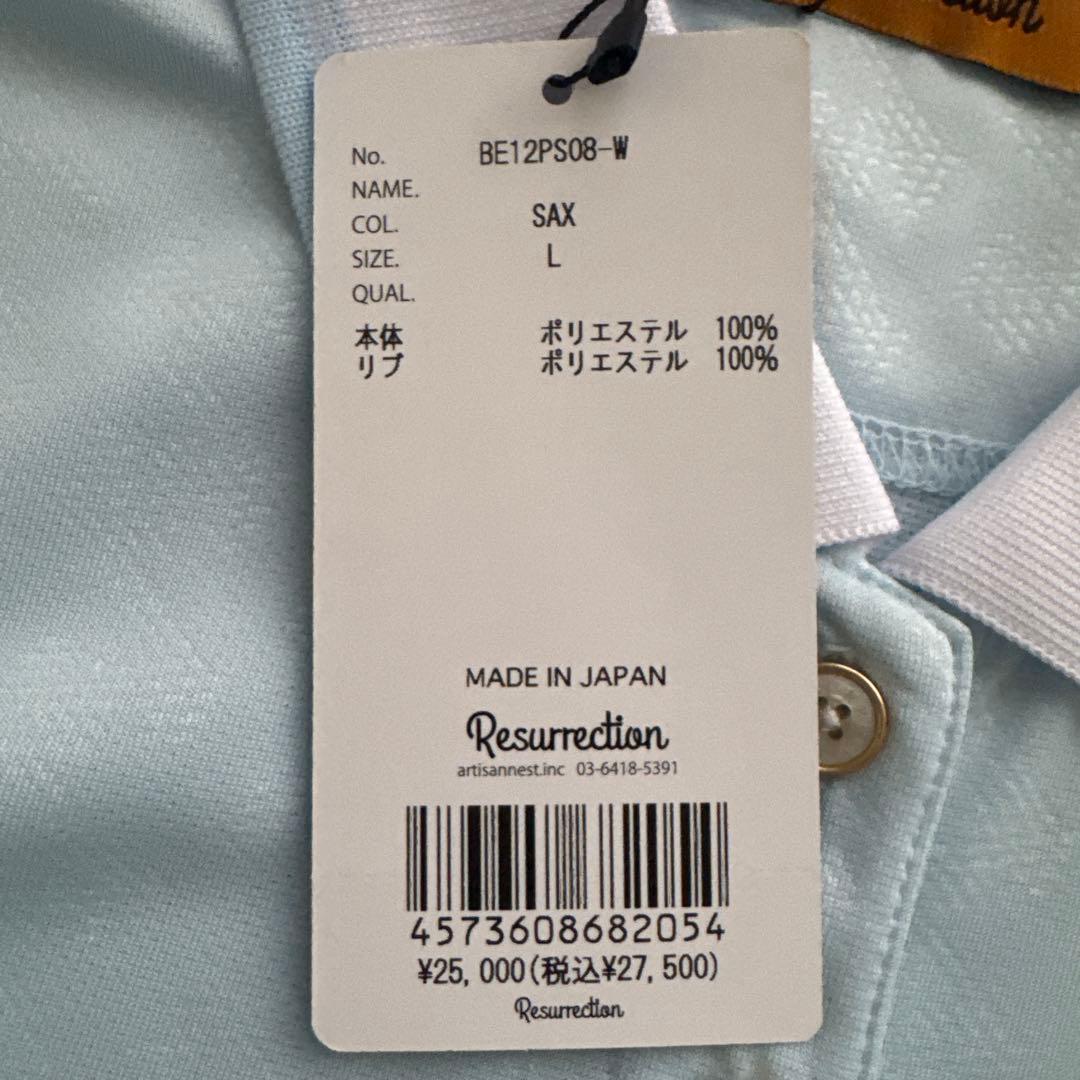 No. BE12PS08-W
NAME.
COL. SAX
SIZE. L
QUAL.
本体 ポリエステル 100%
リブ ポリエステル 100%
MADE IN JAPAN
Resurrection
artisannest.inc 03-6418-5391
4573608682054
¥25,000(税込¥27,500)
Resurrection